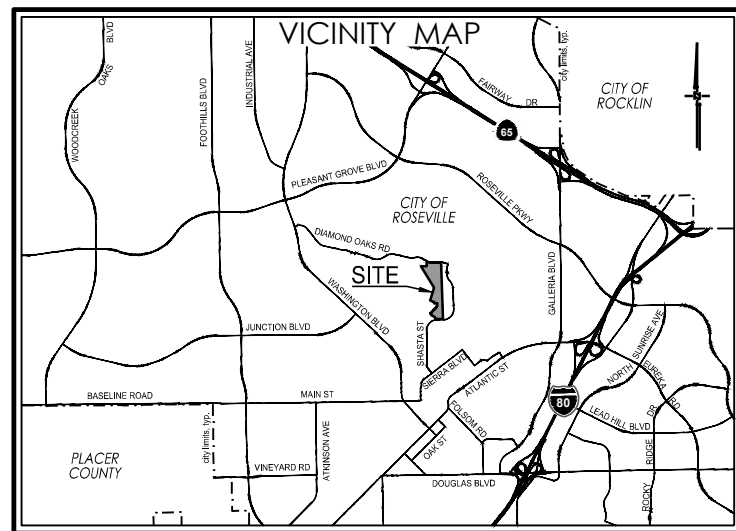 VICINITY MAP
WOODCREEK OAKS BLVD
FOOTHILLS BLVD
INDUSTRIAL AVE
FAIRWAY DR
city limits, typ.
CITY OF
ROCKLIN
65
PLEASANT GROVE BLVD
ROSEVILLE PKWY
CITY OF
ROSEVILLE
DIAMOND OAKS RD
SITE
WASHINGTON BLVD
GALLERIA BLVD
JUNCTION BLVD
SHASTA ST
SIERRA BLVD
ATLANTIC ST
NORTH SUNRISE AVE
EUREKA RD
BASELINE ROAD
MAIN ST
80
LEAD HILL BLVD
FOLSOM RD
OAK ST
city limits, typ.
ATKINSON AVE
PLACER
COUNTY
VINEYARD RD
DOUGLAS BLVD
ROCKY RIDGE DR